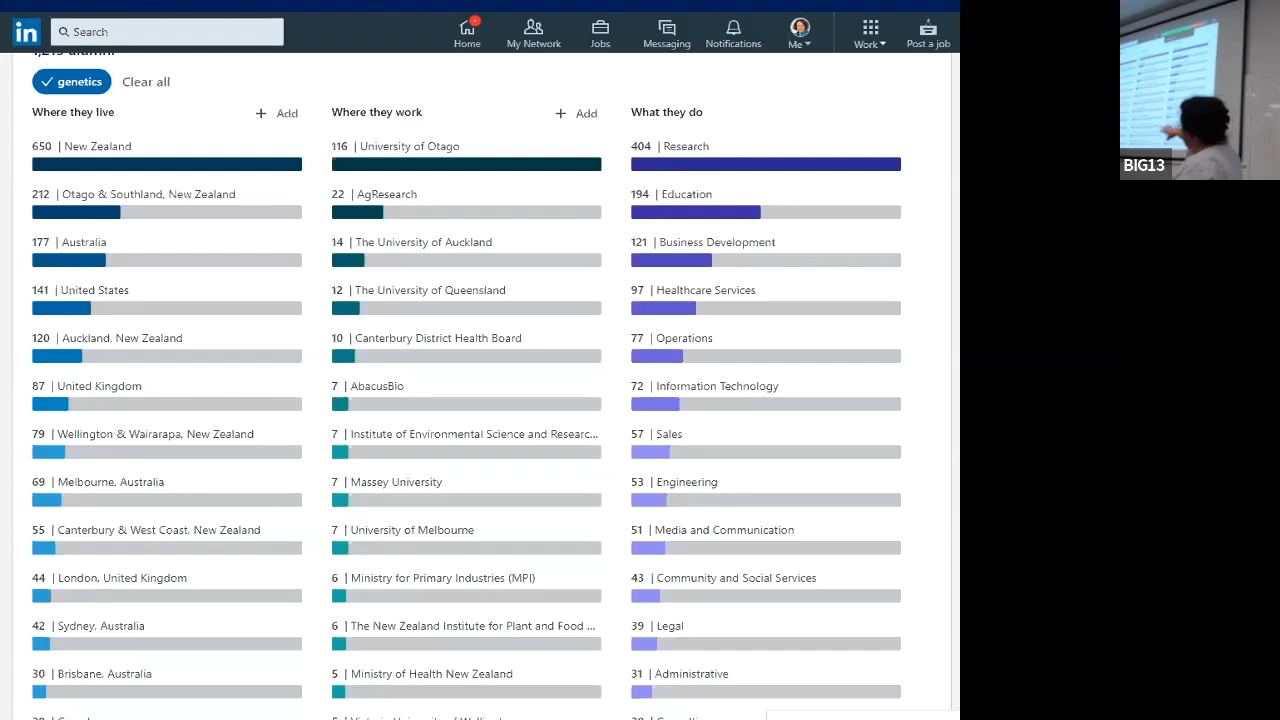 in
Search
Home
My Network
Jobs
Messaging
Notifications
Me
Work
Post a job
genetics
Clear all
Where they live
+ Add
Where they work
+ Add
What they do
650 | New Zealand
116 | University of Otago
404 | Research
212 | Otago & Southland, New Zealand
22 | AgResearch
194 | Education
177 | Australia
14 | The University of Auckland
121 | Business Development
141 | United States
12 | The University of Queensland
97 | Healthcare Services
120 | Auckland, New Zealand
10 | Canterbury District Health Board
77 | Operations
87 | United Kingdom
7 | AbacusBio
72 | Information Technology
79 | Wellington & Wairarapa, New Zealand
7 | Institute of Environmental Science and Researc...
57 | Sales
69 | Melbourne, Australia
7 | Massey University
53 | Engineering
55 | Canterbury & West Coast, New Zealand
7 | University of Melbourne
51 | Media and Communication
44 | London, United Kingdom
6 | Ministry for Primary Industries (MPI)
43 | Community and Social Services
42 | Sydney, Australia
6 | The New Zealand Institute for Plant and Food ...
39 | Legal
30 | Brisbane, Australia
5 | Ministry of Health New Zealand
31 | Administrative
BIG13